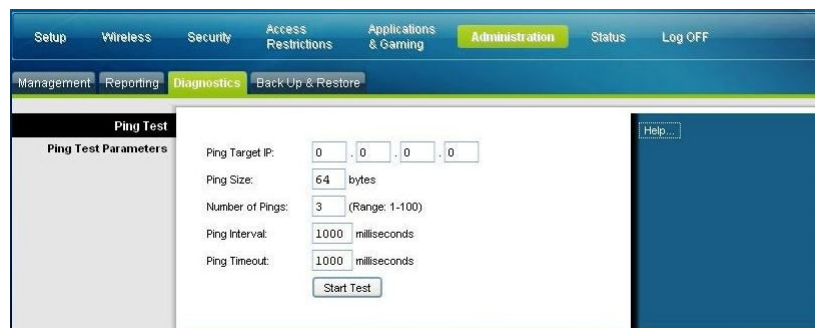 Setup Wireless Security Access Restrictions Applications & Gaming Administration Status Log OFF
Management Reporting Diagnostics Back Up & Restore
Ping Test
Help...
Ping Test Parameters
Ping Target IP: 0 . 0 . 0 . 0
Ping Size: 64 bytes
Number of Pings: 3 (Range: 1-100)
Ping Interval: 1000 milliseconds
Ping Timeout: 1000 milliseconds
Start Test